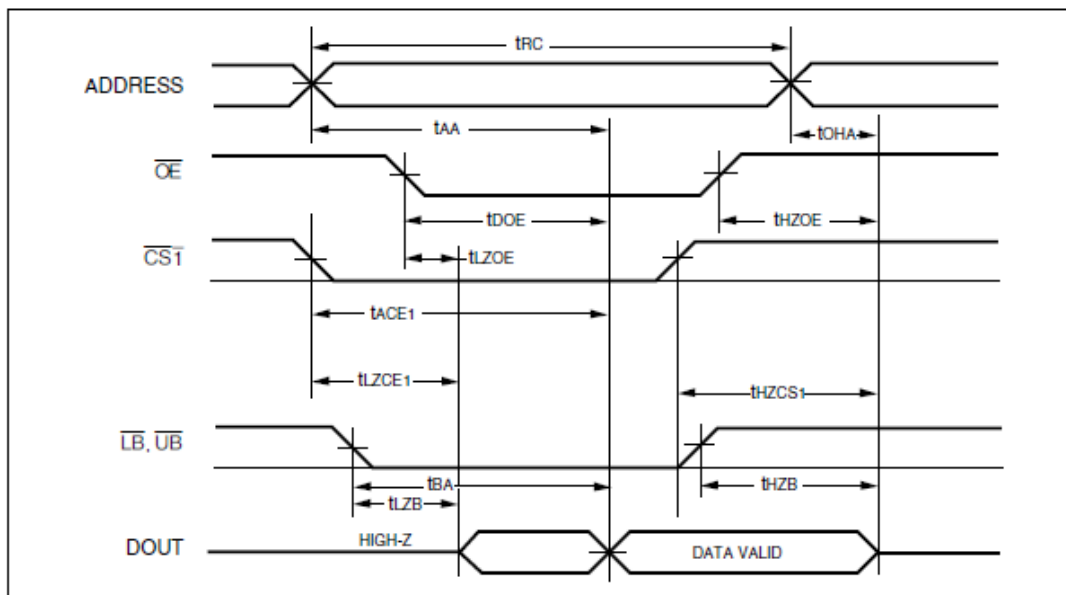 tRC
ADDRESS
tAA
tOHA
OE
tDOE
tHZOE
CS1
tLZOE
tACE1
tLZCE1
tHZCS1
LB, UB
tBA
tLZB
tHZB
DOUT
HIGH-Z
DATA VALID